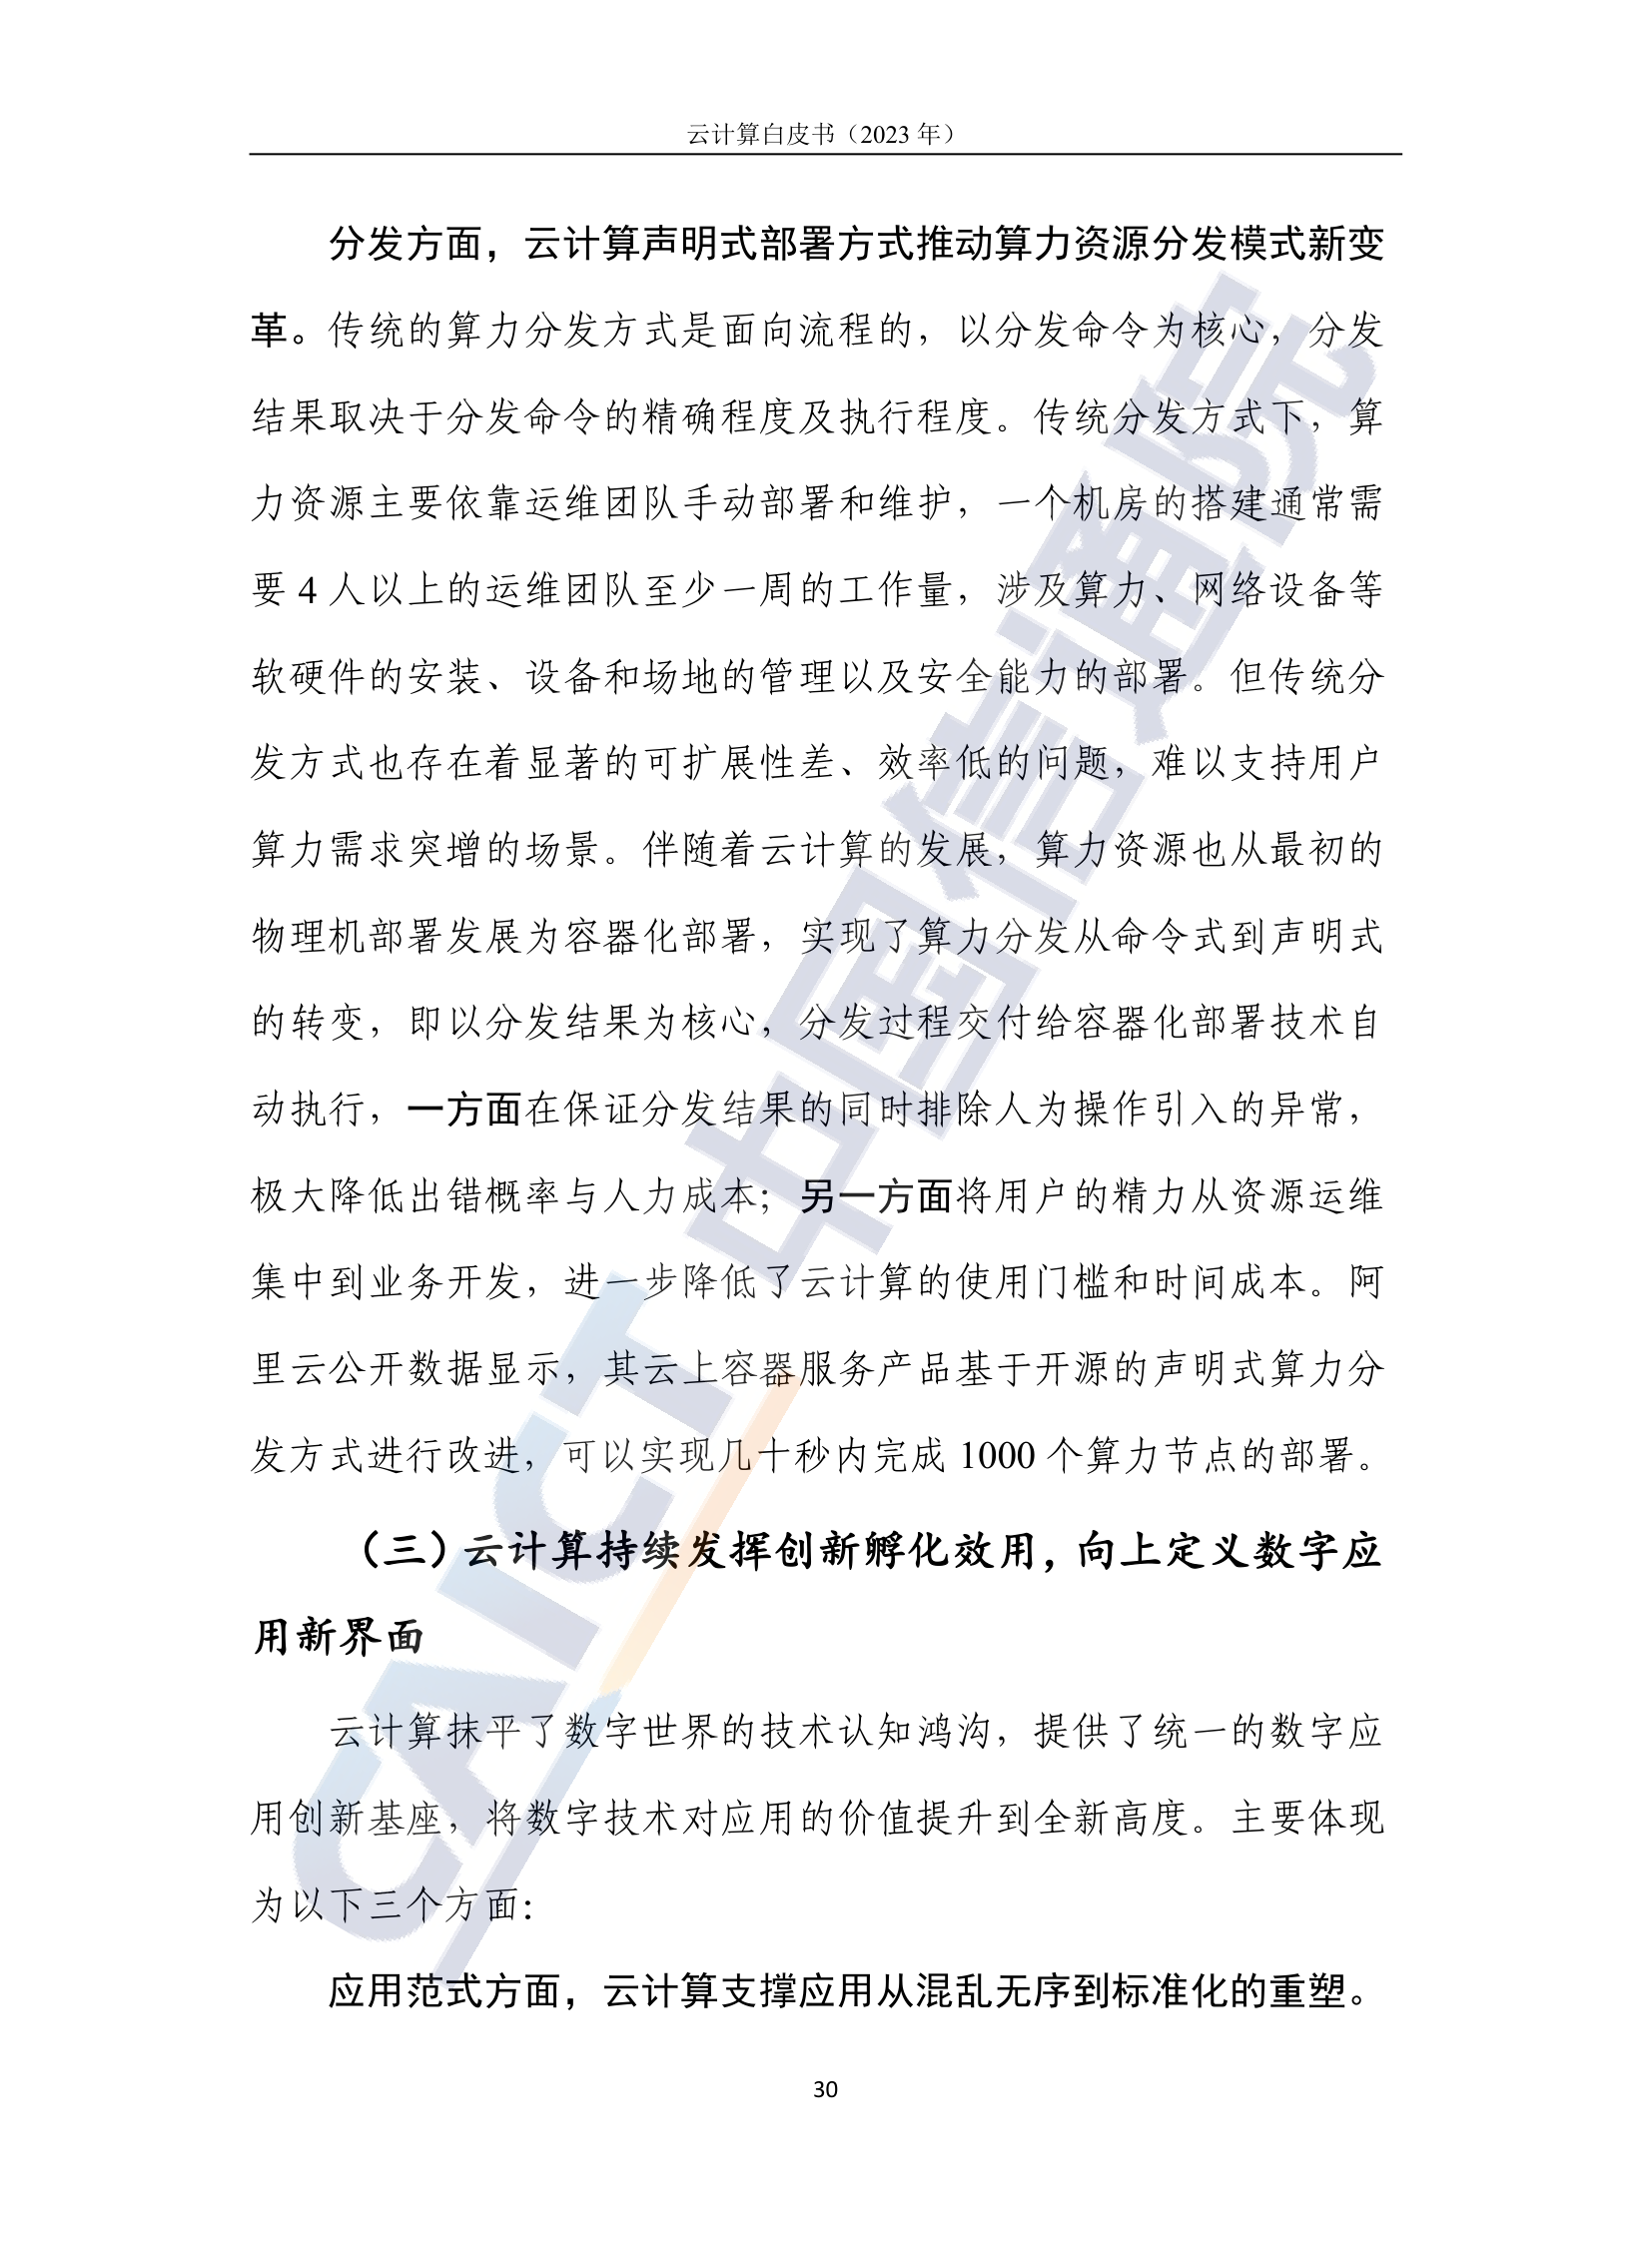 云计算白皮书（2023 年）
分发方面，云计算声明式部署方式推动算力资源分发模式新变
革。传统的算力分发方式是面向流程的，以分发命令为核心，分发
结果取决于分发命令的精确程度及执行程度。传统分发方式下，算
力资源主要依靠运维团队手动部署和维护，一个机房的搭建通常需
要 4 人以上的运维团队至少一周的工作量，涉及算力、网络设备等
软硬件的安装、设备和场地的管理以及安全能力的部署。但传统分
发方式也存在着显著的可扩展性差、效率低的问题，难以支持用户
算力需求突增的场景。伴随着云计算的发展，算力资源也从最初的
物理机部署发展为容器化部署，实现了算力分发从命令式到声明式
的转变，即以分发结果为核心，分发过程交付给容器化部署技术自
动执行，一方面在保证分发结果的同时排除人为操作引入的异常，
极大降低出错概率与人力成本；另一方面将用户的精力从资源运维
集中到业务开发，进一步降低了云计算的使用门槛和时间成本。阿
里云公开数据显示，其云上容器服务产品基于开源的声明式算力分
发方式进行改进，可以实现几十秒内完成 1000 个算力节点的部署。
（三）云计算持续发挥创新孵化效用，向上定义数字应
用新界面
云计算抹平了数字世界的技术认知鸿沟，提供了统一的数字应
用创新基座，将数字技术对应用的价值提升到全新高度。主要体现
为以下三个方面：
应用范式方面，云计算支撑应用从混乱无序到标准化的重塑。
30
CAICT 中国信通院